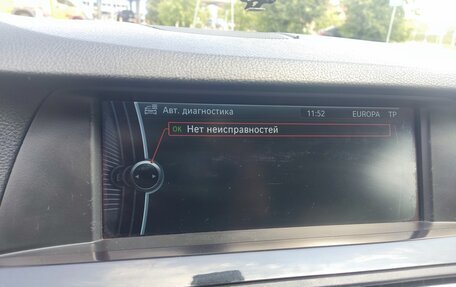 Авт. диагностика 11:52 EUROPA TP
OK Нет неисправностей